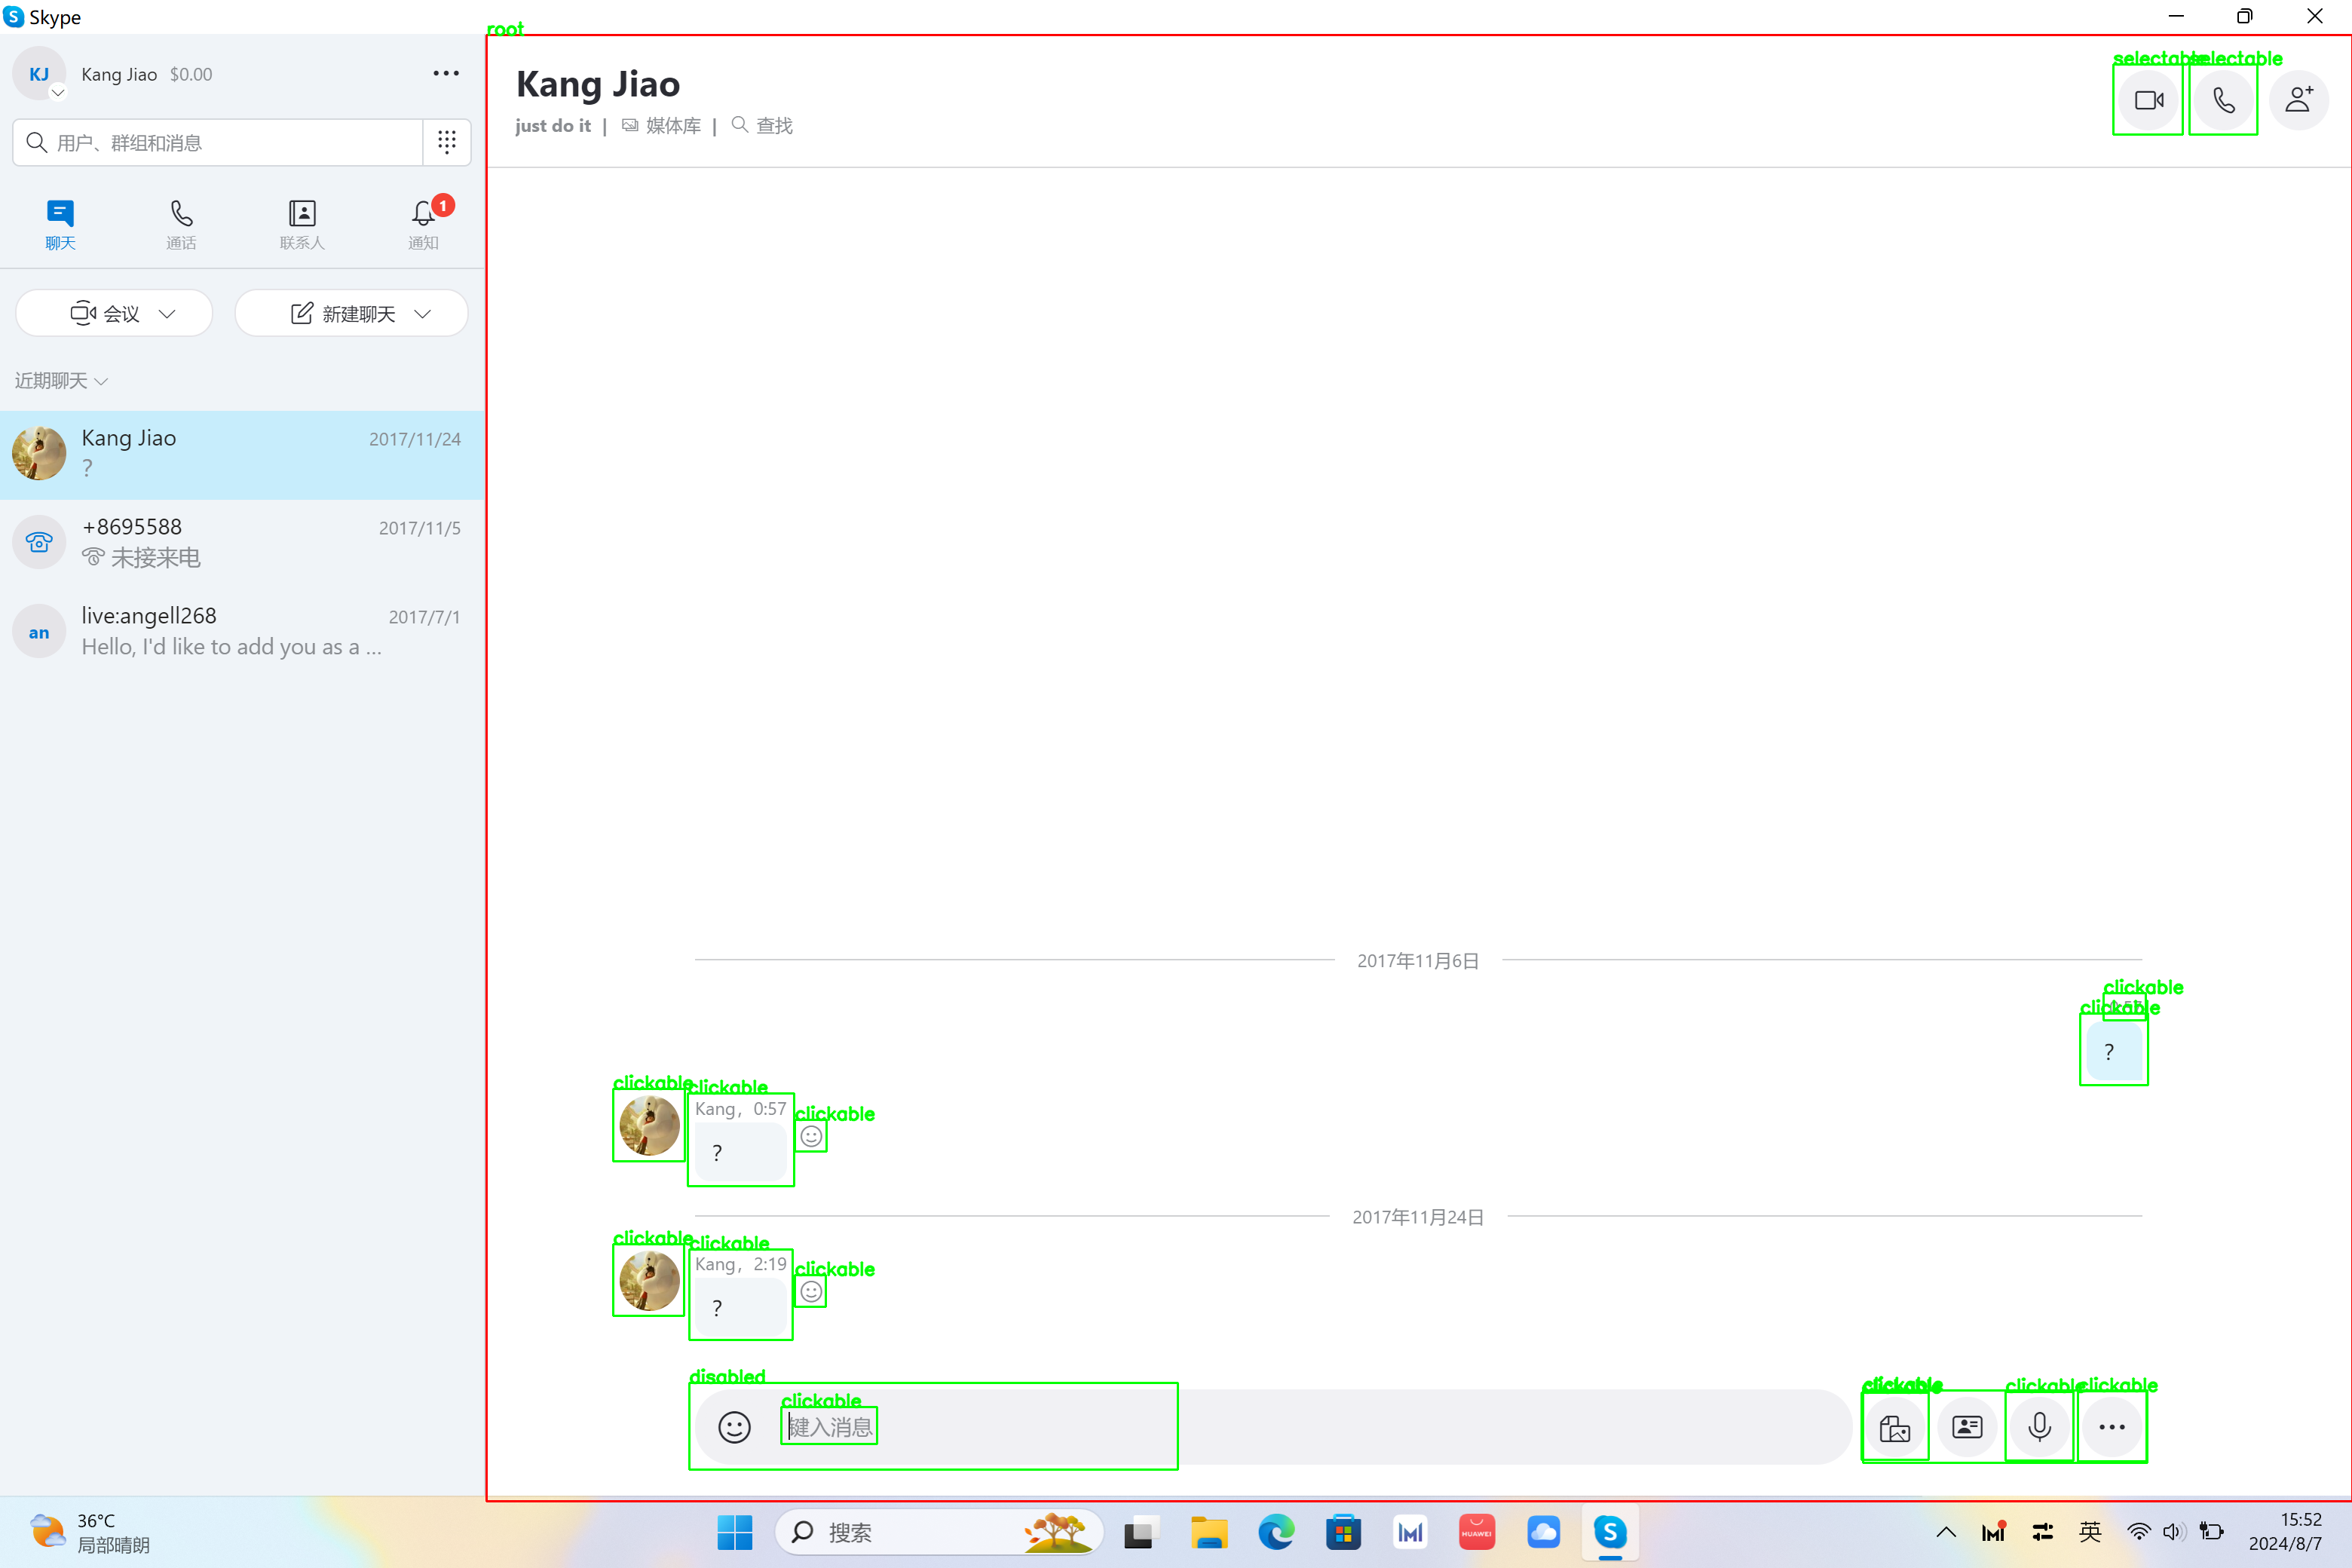 Skype
root
KJ
Kang Jiao $0.00
用户、群组和消息
聊天
通话
联系人
通知
1
会议
新建聊天
近期聊天
Kang Jiao 2017/11/24
?
+8695588 2017/11/5
未接来电
an
live:angell268 2017/7/1
Hello, I'd like to add you as a ...
Kang Jiao
just do it | 媒体库 | 查找
selectable
selectable
2017年11月6日
clickable
clickable
?
clickable
clickable
clickable
Kang，0:57
?
2017年11月24日
clickable
clickable
clickable
Kang，2:19
?
disabled
clickable
键入消息
clickable
clickable
clickable
36°C
局部晴朗
搜索
HUAWEI
英
15:52
2024/8/7